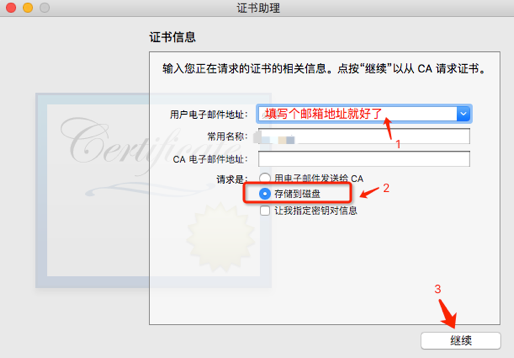 证书助理
证书信息
输入您正在请求的证书的相关信息。点按“继续”以从 CA 请求证书。
用户电子邮件地址: 填写个邮箱地址就好了
1
常用名称:
CA 电子邮件地址:
请求是: 用电子邮件发送给 CA
存储到磁盘 2
让我指定密钥对信息
Certificate
3
继续